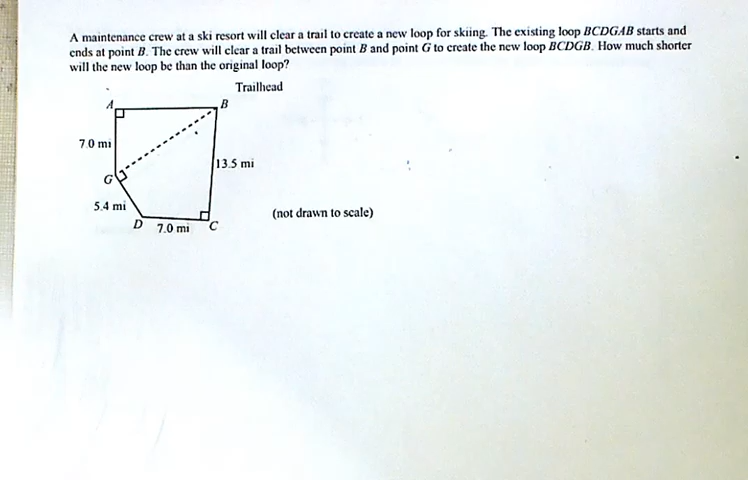 A maintenance crew at a ski resort will clear a trail to create a new loop for skiing. The existing loop BCDGAB starts and
ends at point B. The crew will clear a trail between point B and point G to create the new loop BCDGB. How much shorter
will the new loop be than the original loop?
Trailhead
A
B
7.0 mi
13.5 mi
G
5.4 mi
(not drawn to scale)
D
7.0 mi
C